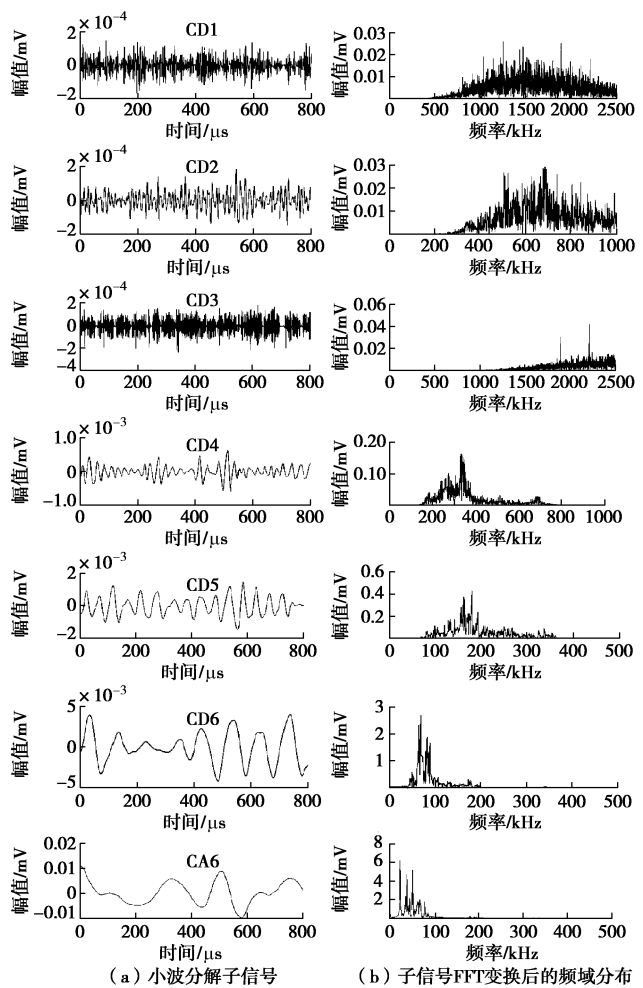 2 × 10⁻⁴
CD1
幅值/mV
2
0
−2
0 200 400 600 800
时间/μs
幅值/mV
0.03
0.02
0.01
0 500 1000 1500 2000 2500
频率/kHz
2 × 10⁻⁴
CD2
幅值/mV
0
−2
0 200 400 600 800
时间/μs
幅值/mV
0.03
0.02
0.01
0 200 400 600 800 1000
频率/kHz
2 × 10⁻⁴
CD3
幅值/mV
0
−2
−4
0 200 400 600 800
时间/μs
幅值/mV
0.06
0.04
0.02
0 500 1000 1500 2000 2500
频率/kHz
1.0 × 10⁻³
CD4
幅值/mV
0
−1.0
0 200 400 600 800
时间/μs
幅值/mV
0.20
0.10
0 200 400 600 800 1000
频率/kHz
2 × 10⁻³
CD5
幅值/mV
0
−2
0 200 400 600 800
时间/μs
幅值/mV
0.6
0.4
0.2
0 100 200 300 400 500
频率/kHz
5 × 10⁻³
CD6
幅值/mV
0
−5
0 200 400 600 800
时间/μs
幅值/mV
3
2
1
0 100 200 300 400 500
频率/kHz
0.02
CA6
幅值/mV
0.01
0
−0.01
0 200 400 600 800
时间/μs
幅值/mV
8
6
4
2
0 100 200 300 400 500
频率/kHz
（a）小波分解子信号
（b）子信号FFT变换后的频域分布